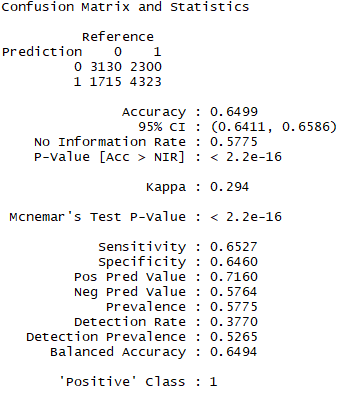 Confusion Matrix and Statistics
Reference
Prediction 0 1
0 3130 2300
1 1715 4323
Accuracy : 0.6499
95% CI : (0.6411, 0.6586)
No Information Rate : 0.5775
P-Value [Acc > NIR] : < 2.2e-16
Kappa : 0.294
Mcnemar's Test P-Value : < 2.2e-16
Sensitivity : 0.6527
Specificity : 0.6460
Pos Pred Value : 0.7160
Neg Pred Value : 0.5764
Prevalence : 0.5775
Detection Rate : 0.3770
Detection Prevalence : 0.5265
Balanced Accuracy : 0.6494
'Positive' Class : 1